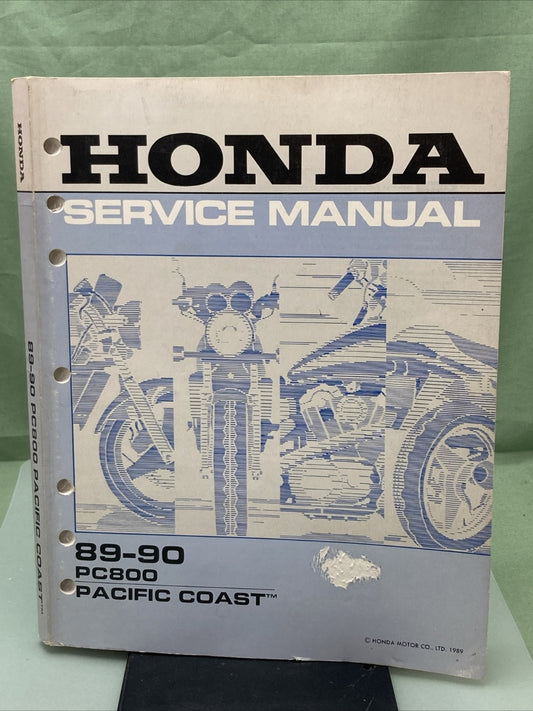 HONDA
HONDA
SERVICE MANUAL
89-90 PC800 PACIFIC COAST™
89-90
PC800
PACIFIC COAST™
© HONDA MOTOR CO., LTD. 1989